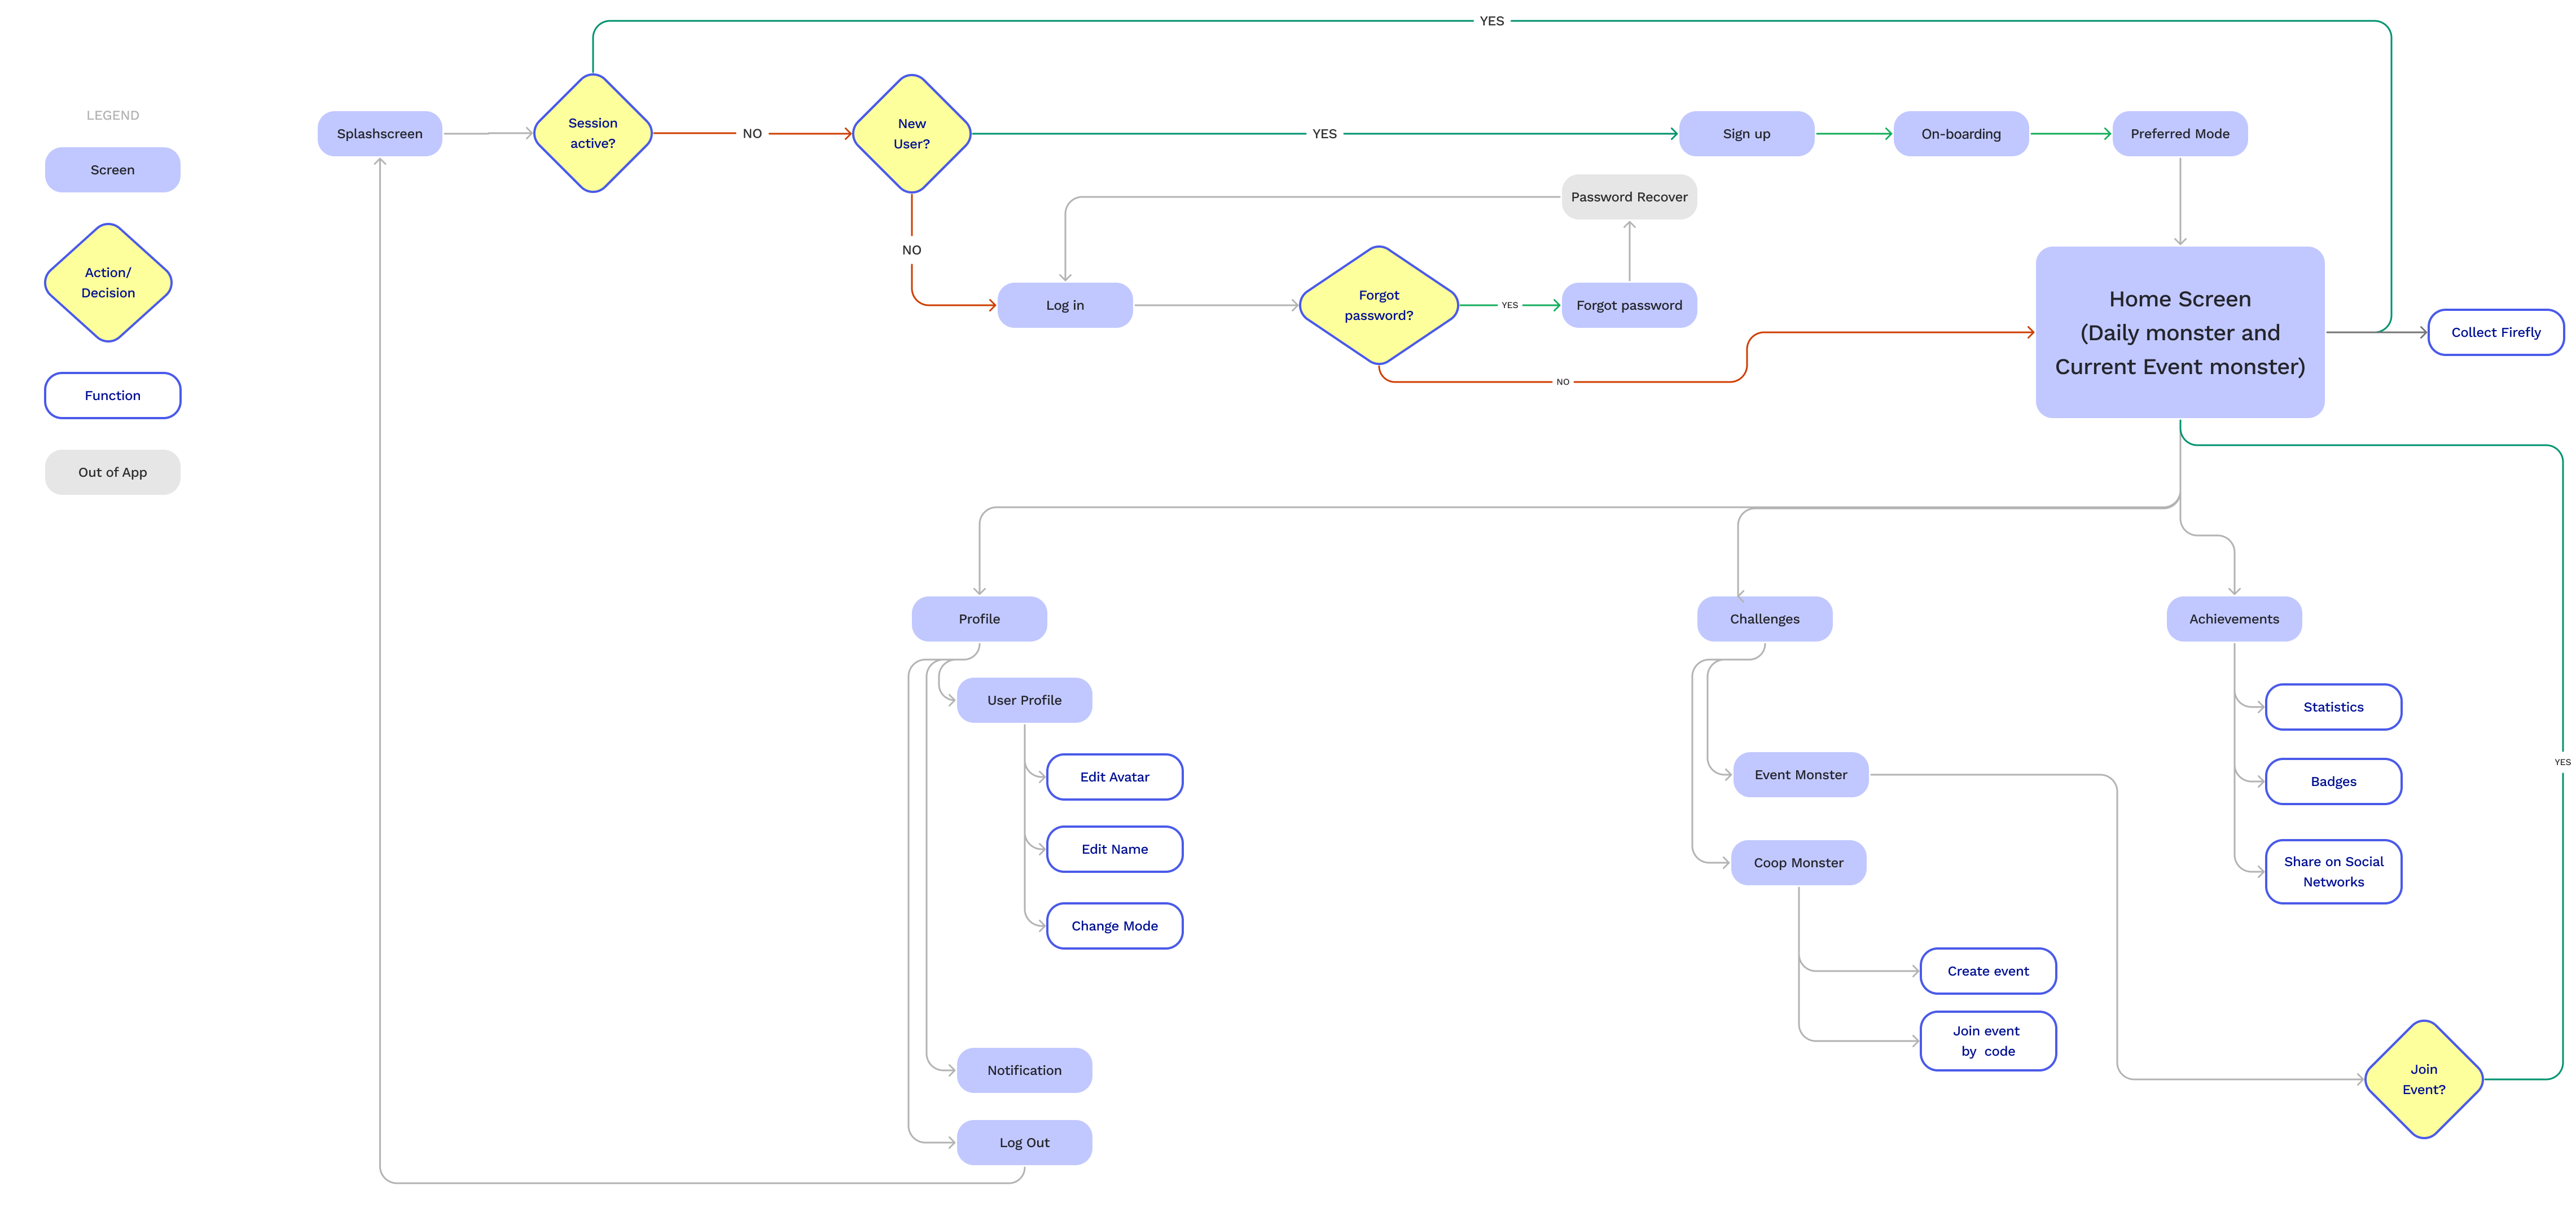 YES
LEGEND
Screen
Action/
Decision
Function
Out of App
Splashscreen
Session
active?
NO
New
User?
YES
Sign up
On-boarding
Preferred Mode
NO
Password Recover
Log in
Forgot
password?
YES
Forgot password
NO
Home Screen
(Daily monster and
Current Event monster)
Collect Firefly
Profile
User Profile
Edit Avatar
Edit Name
Change Mode
Notification
Log Out
Challenges
Event Monster
Coop Monster
Create event
Join event
by code
Achievements
Statistics
Badges
Share on Social
Networks
YES
Join
Event?